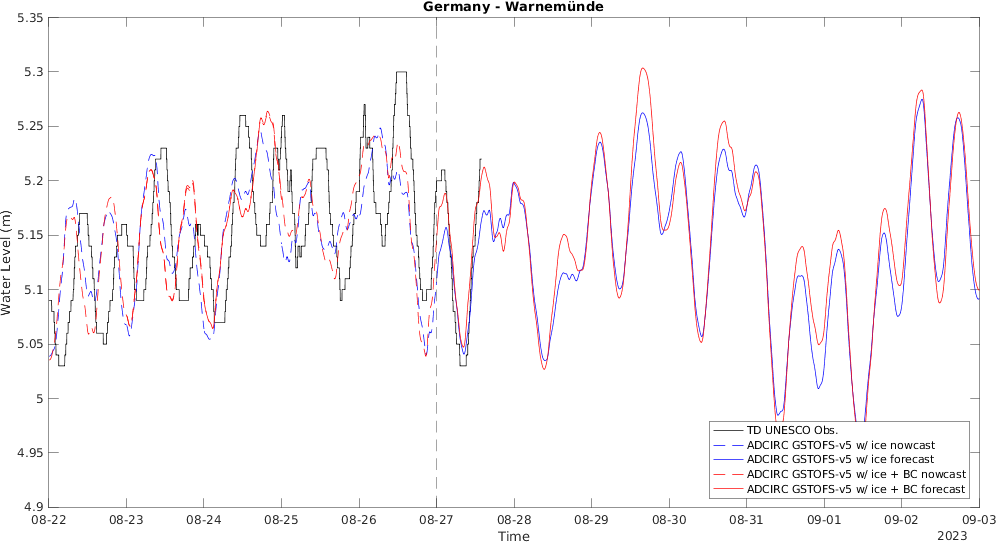 Germany - Warnemünde
5.35
5.3
5.25
5.2
5.15
5.1
5.05
5
4.95
4.9
Water Level (m)
08-22 08-23 08-24 08-25 08-26 08-27 08-28 08-29 08-30 08-31 09-01 09-02 09-03
Time
2023
TD UNESCO Obs.
ADCIRC GSTOFS-v5 w/ ice nowcast
ADCIRC GSTOFS-v5 w/ ice forecast
ADCIRC GSTOFS-v5 w/ ice + BC nowcast
ADCIRC GSTOFS-v5 w/ ice + BC forecast